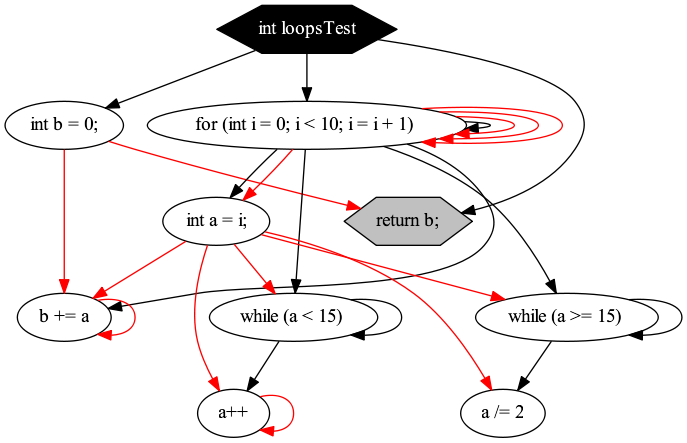 int loopsTest
int b = 0;
for (int i = 0; i < 10; i = i + 1)
int a = i;
return b;
b += a
while (a < 15)
while (a >= 15)
a++
a /= 2